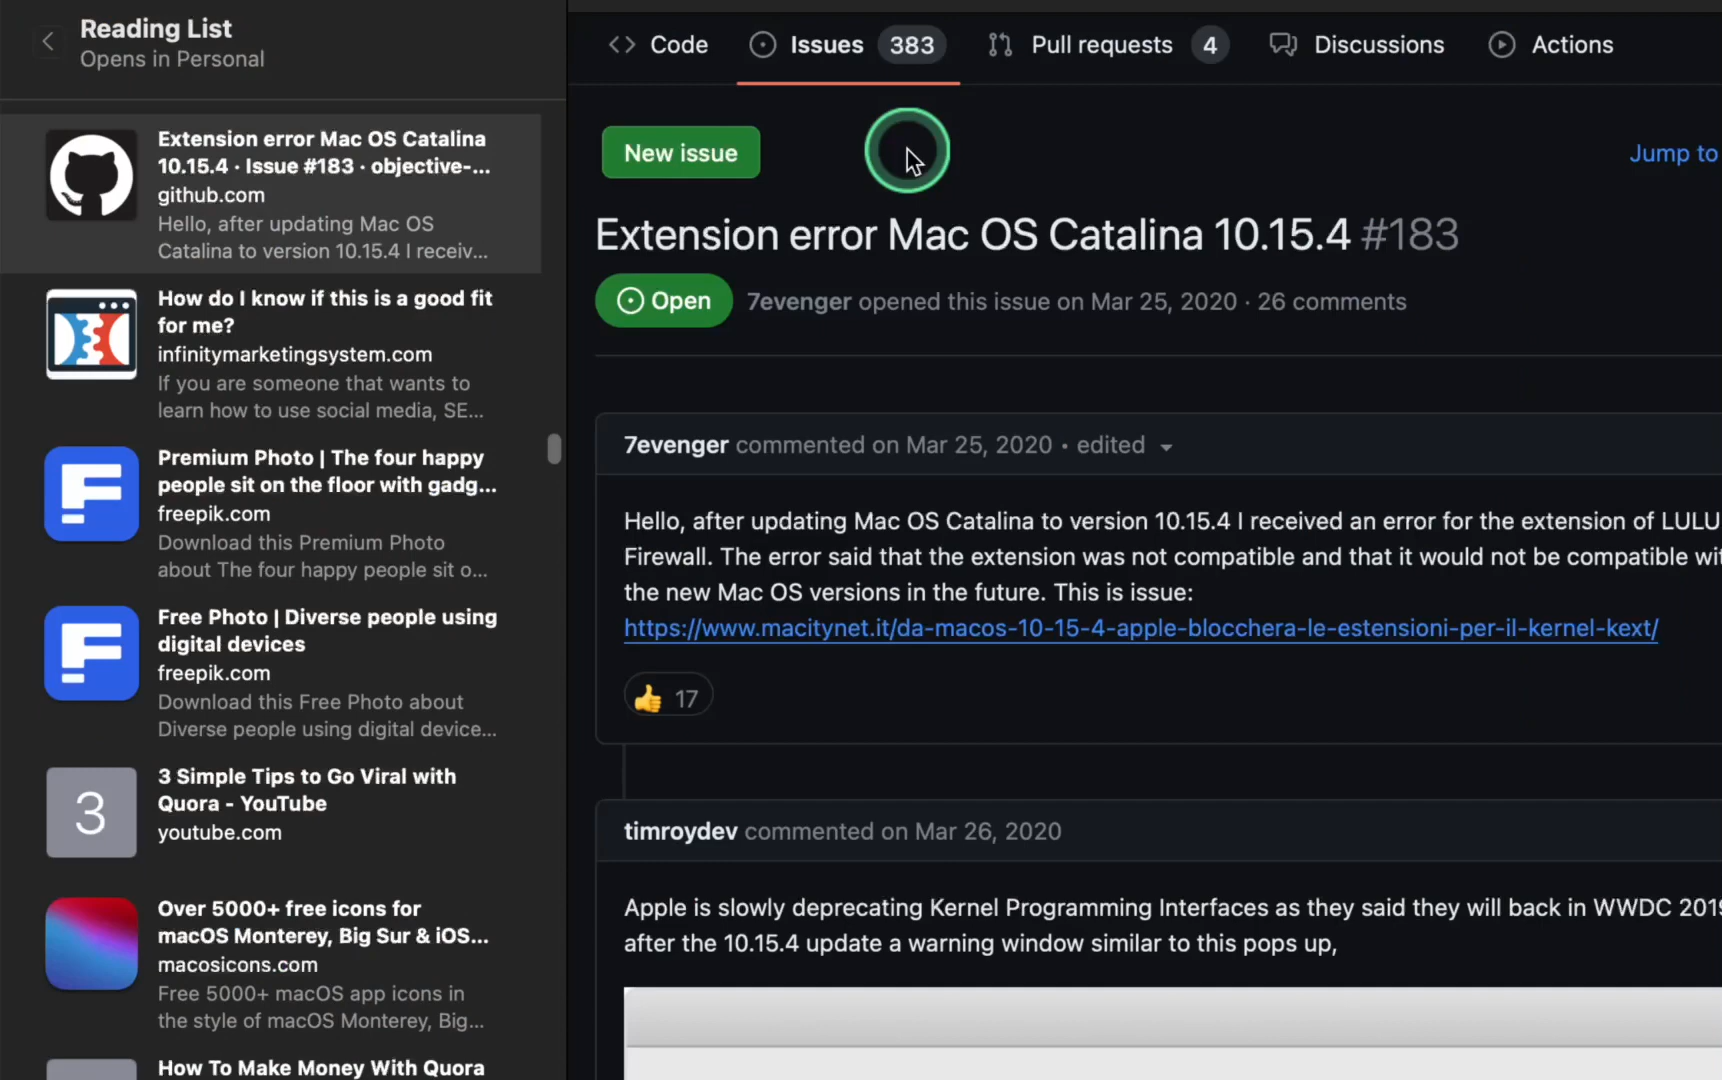 Reading List
Opens in Personal
Extension error Mac OS Catalina
10.15.4 · Issue #183 · objective-...
github.com
Hello, after updating Mac OS
Catalina to version 10.15.4 I receiv...
How do I know if this is a good fit
for me?
infinitymarketingsystem.com
If you are someone that wants to
learn how to use social media, SE...
Premium Photo | The four happy
people sit on the floor with gadg...
freepik.com
Download this Premium Photo
about The four happy people sit o...
Free Photo | Diverse people using
digital devices
freepik.com
Download this Free Photo about
Diverse people using digital device...
3
3 Simple Tips to Go Viral with
Quora - YouTube
youtube.com
Over 5000+ free icons for
macOS Monterey, Big Sur & iOS...
macosicons.com
Free 5000+ macOS app icons in
the style of macOS Monterey, Big...
How To Make Money With Quora
Code Issues 383 Pull requests 4 Discussions Actions
New issue
Jump to
Extension error Mac OS Catalina 10.15.4 #183
Open 7evenger opened this issue on Mar 25, 2020 · 26 comments
7evenger commented on Mar 25, 2020 • edited
Hello, after updating Mac OS Catalina to version 10.15.4 I received an error for the extension of LULU
Firewall. The error said that the extension was not compatible and that it would not be compatible wit
the new Mac OS versions in the future. This is issue:
https://www.macitynet.it/da-macos-10-15-4-apple-blocchera-le-estensioni-per-il-kernel-kext/
👍 17
timroydev commented on Mar 26, 2020
Apple is slowly deprecating Kernel Programming Interfaces as they said they will back in WWDC 2019
after the 10.15.4 update a warning window similar to this pops up,